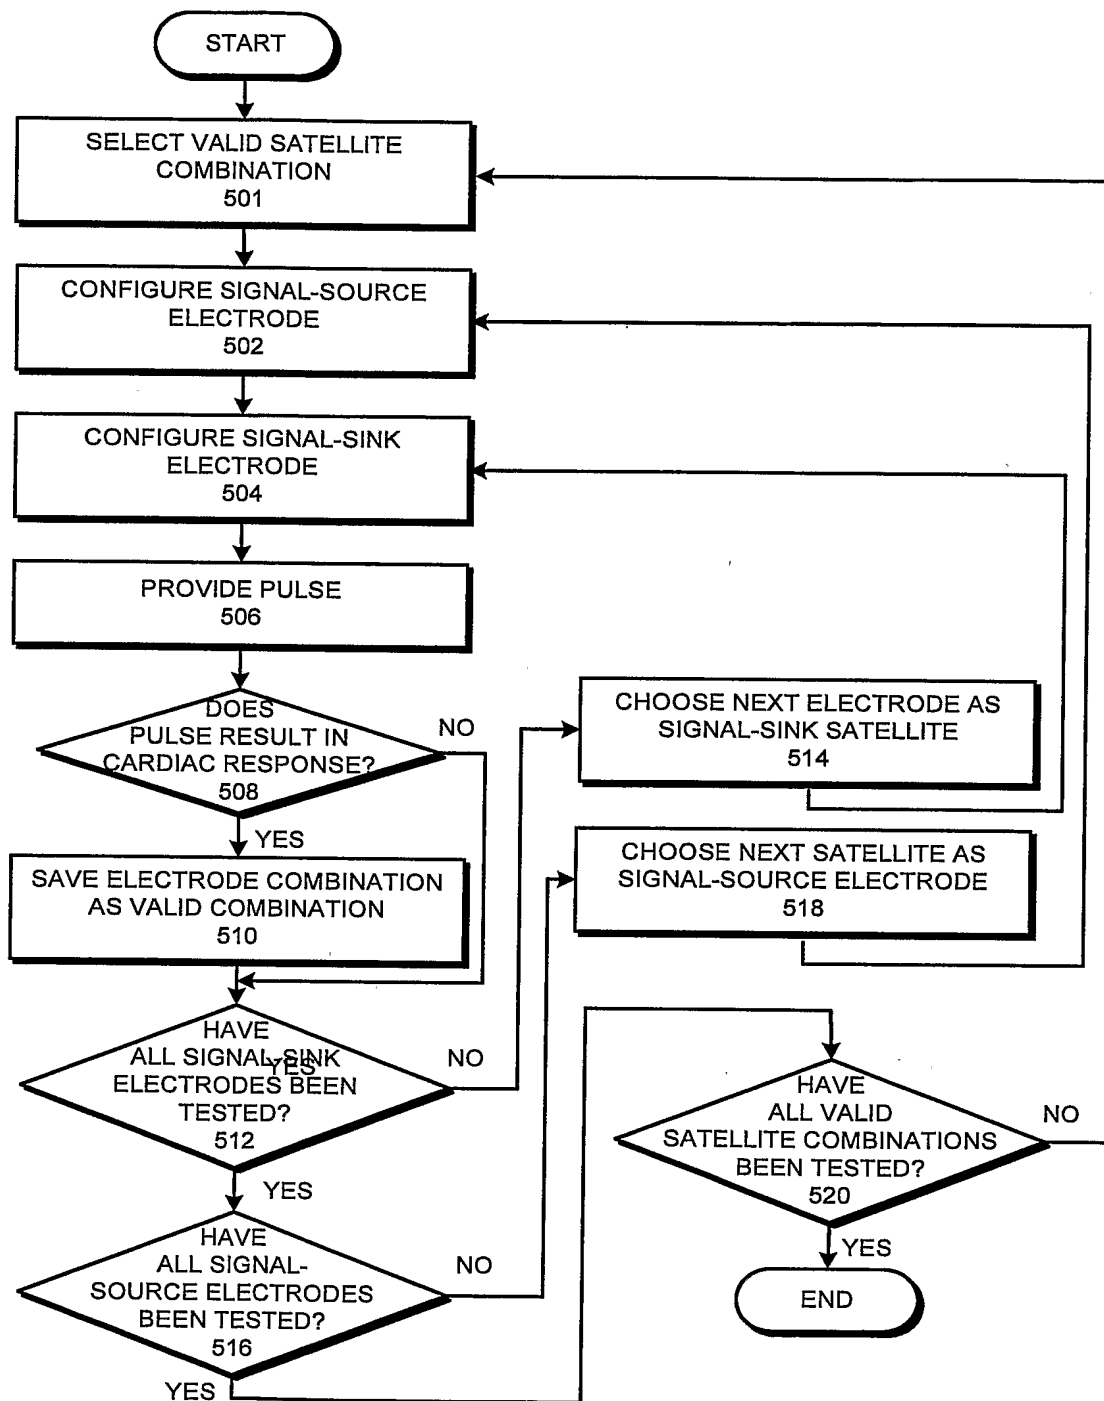 START
SELECT VALID SATELLITE
COMBINATION
501
CONFIGURE SIGNAL-SOURCE
ELECTRODE
502
CONFIGURE SIGNAL-SINK
ELECTRODE
504
PROVIDE PULSE
506
DOES
PULSE RESULT IN
CARDIAC RESPONSE?
508
NO
YES
SAVE ELECTRODE COMBINATION
AS VALID COMBINATION
510
HAVE
ALL SIGNAL-SINK
YES
ELECTRODES BEEN
TESTED?
512
NO
YES
HAVE
ALL SIGNAL-
SOURCE ELECTRODES
BEEN TESTED?
516
NO
YES
CHOOSE NEXT ELECTRODE AS
SIGNAL-SINK SATELLITE
514
CHOOSE NEXT SATELLITE AS
SIGNAL-SOURCE ELECTRODE
518
HAVE
ALL VALID
SATELLITE COMBINATIONS
BEEN TESTED?
520
NO
YES
END